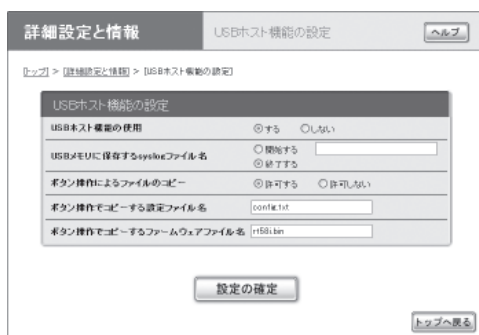 詳細設定と情報 USBホスト機能の設定 ヘルプ
[トップ] > [詳細設定と情報] > [USBホスト機能の設定]
USBホスト機能の設定
USBホスト機能の使用 する しない
USBメモリに保存するsyslogファイル名 開始する
終了する
ボタン操作によるファイルのコピー 許可する 許可しない
ボタン操作でコピーする設定ファイル名 config.txt
ボタン操作でコピーするファームウェアファイル名 rt58i.bin
設定の確定
トップへ戻る